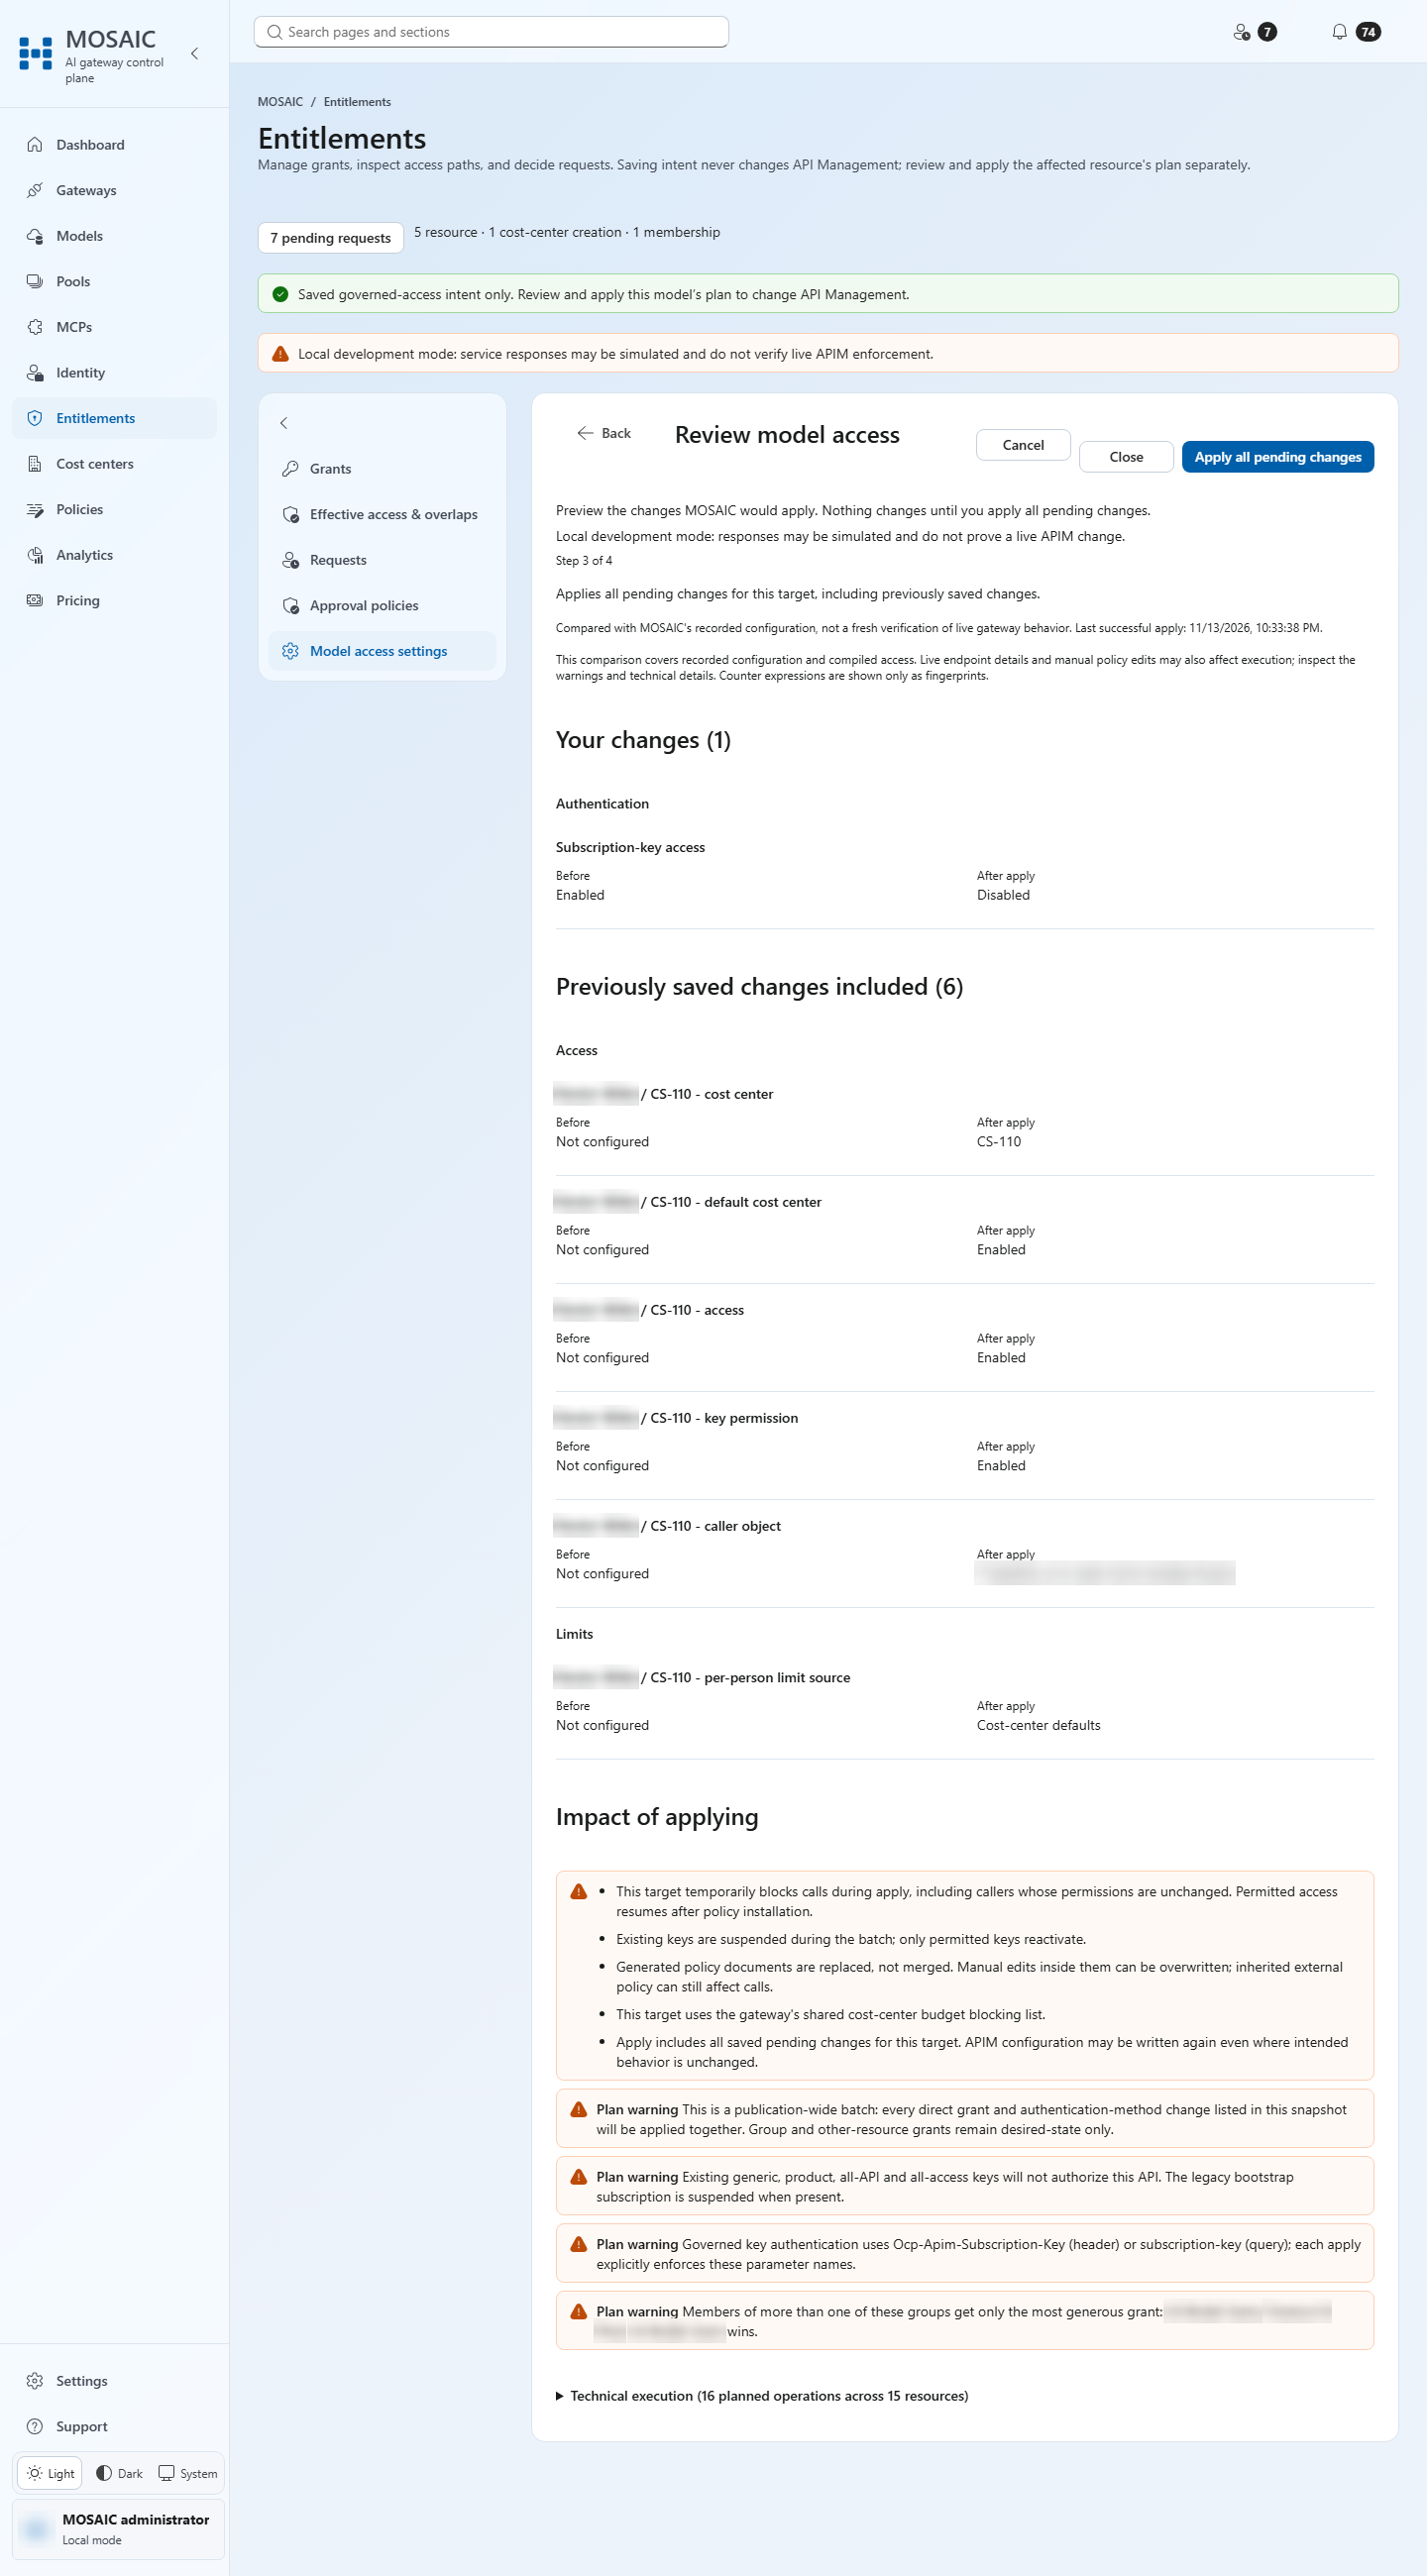 MOSAIC
AI gateway control
plane
Dashboard
Gateways
Models
Pools
MCPs
Identity
Entitlements
Cost centers
Policies
Analytics
Pricing
Settings
Support
Light
Dark
System
MOSAIC administrator
Local mode
Search pages and sections
7
74
MOSAIC / Entitlements
Entitlements
Manage grants, inspect access paths, and decide requests. Saving intent never changes API Management; review and apply the affected resource's plan separately.
7 pending requests
5 resource · 1 cost-center creation · 1 membership
Saved governed-access intent only. Review and apply this model's plan to change API Management.
Local development mode: service responses may be simulated and do not verify live APIM enforcement.
Grants
Effective access & overlaps
Requests
Approval policies
Model access settings
Back
Review model access
Cancel
Close
Apply all pending changes
Preview the changes MOSAIC would apply. Nothing changes until you apply all pending changes.
Local development mode: responses may be simulated and do not prove a live APIM change.
Step 3 of 4
Applies all pending changes for this target, including previously saved changes.
Compared with MOSAIC's recorded configuration, not a fresh verification of live gateway behavior. Last successful apply: 11/13/2026, 10:33:38 PM.
This comparison covers recorded configuration and compiled access. Live endpoint details and manual policy edits may also affect execution; inspect the
warnings and technical details. Counter expressions are shown only as fingerprints.
Your changes (1)
Authentication
Subscription-key access
Before
After apply
Enabled
Disabled
Previously saved changes included (6)
Access
/ CS-110 - cost center
Before
After apply
Not configured
CS-110
/ CS-110 - default cost center
Before
After apply
Not configured
Enabled
/ CS-110 - access
Before
After apply
Not configured
Enabled
/ CS-110 - key permission
Before
After apply
Not configured
Enabled
/ CS-110 - caller object
Before
After apply
Not configured
Limits
/ CS-110 - per-person limit source
Before
After apply
Not configured
Cost-center defaults
Impact of applying
• This target temporarily blocks calls during apply, including callers whose permissions are unchanged. Permitted access
resumes after policy installation.
• Existing keys are suspended during the batch; only permitted keys reactivate.
• Generated policy documents are replaced, not merged. Manual edits inside them can be overwritten; inherited external
policy can still affect calls.
• This target uses the gateway's shared cost-center budget blocking list.
• Apply includes all saved pending changes for this target. APIM configuration may be written again even where intended
behavior is unchanged.
Plan warning This is a publication-wide batch: every direct grant and authentication-method change listed in this snapshot
will be applied together. Group and other-resource grants remain desired-state only.
Plan warning Existing generic, product, all-API and all-access keys will not authorize this API. The legacy bootstrap
subscription is suspended when present.
Plan warning Governed key authentication uses Ocp-Apim-Subscription-Key (header) or subscription-key (query); each apply
explicitly enforces these parameter names.
Plan warning Members of more than one of these groups get only the most generous grant:
wins.
Technical execution (16 planned operations across 15 resources)